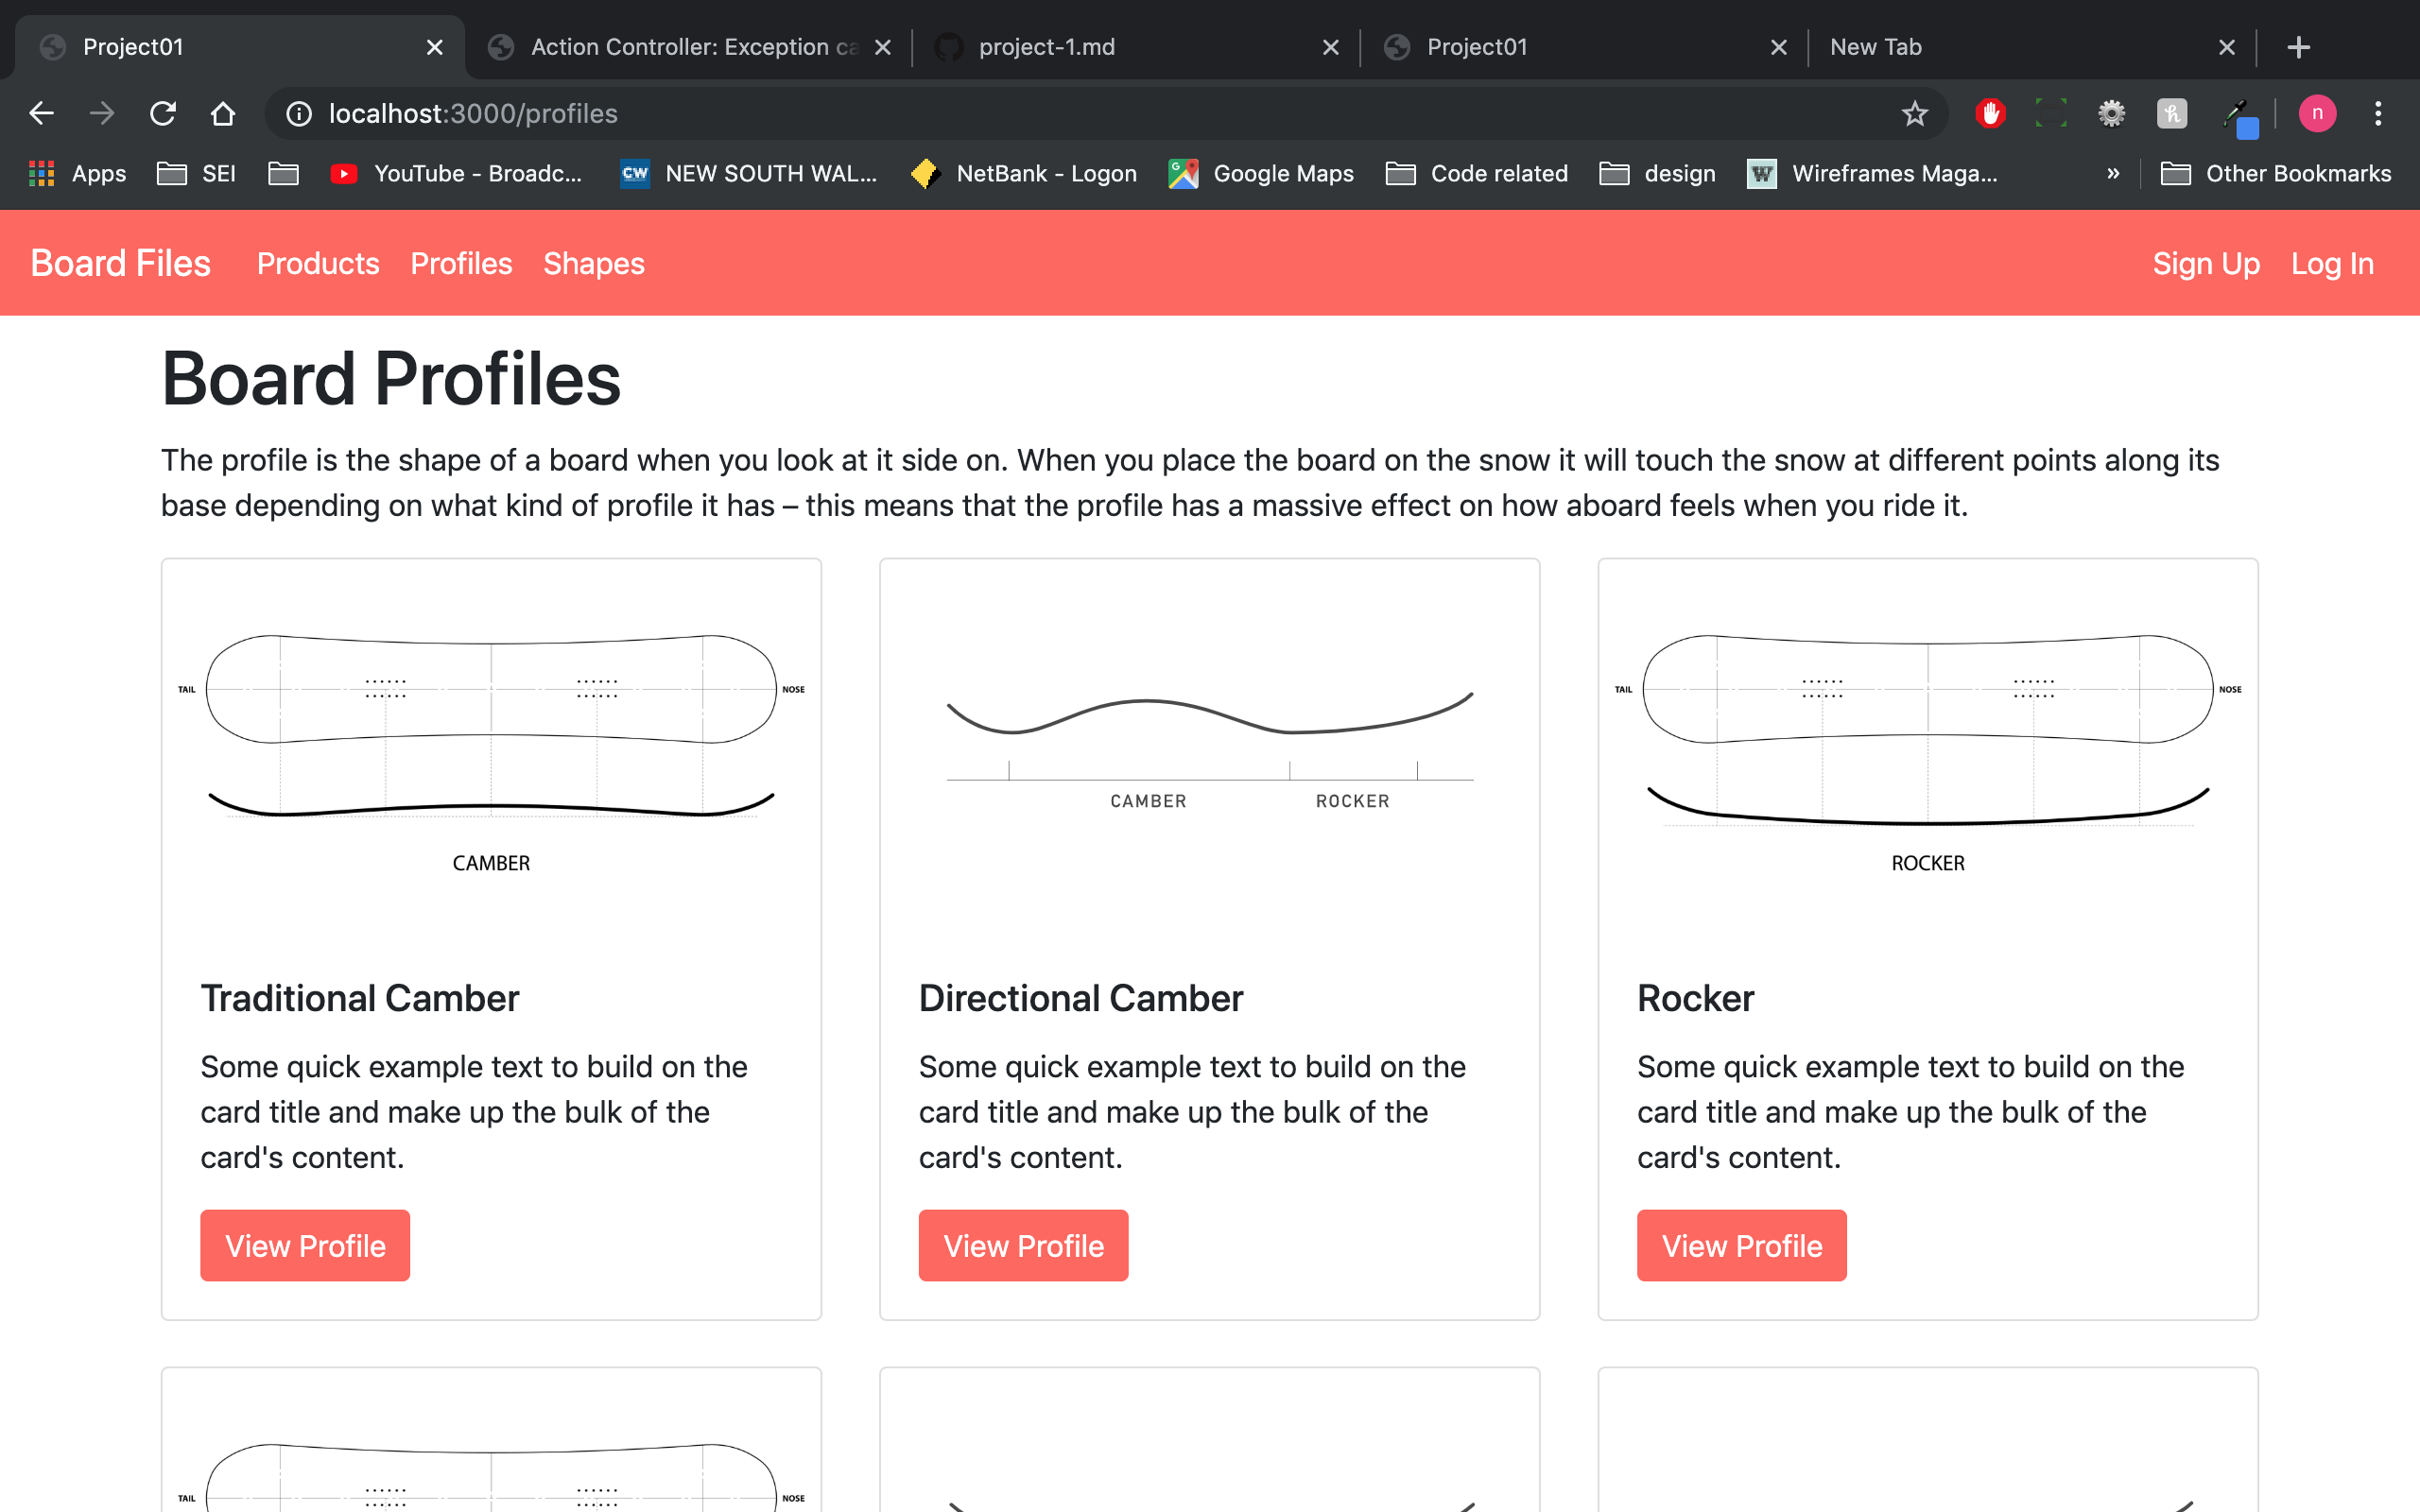 Project01
Action Controller: Exception ca
project-1.md
Project01
New Tab
localhost:3000/profiles
n
Apps
SEI
YouTube - Broadc...
CW
NEW SOUTH WAL...
NetBank - Logon
Google Maps
Code related
design
W
Wireframes Maga...
»
Other Bookmarks
Board Files
Products
Profiles
Shapes
Sign Up
Log In
Board Profiles
The profile is the shape of a board when you look at it side on. When you place the board on the snow it will touch the snow at different points along its
base depending on what kind of profile it has – this means that the profile has a massive effect on how aboard feels when you ride it.
TAIL
NOSE
CAMBER
CAMBER
ROCKER
TAIL
NOSE
ROCKER
Traditional Camber
Some quick example text to build on the
card title and make up the bulk of the
card's content.
View Profile
Directional Camber
Some quick example text to build on the
card title and make up the bulk of the
card's content.
View Profile
Rocker
Some quick example text to build on the
card title and make up the bulk of the
card's content.
View Profile
TAIL
NOSE